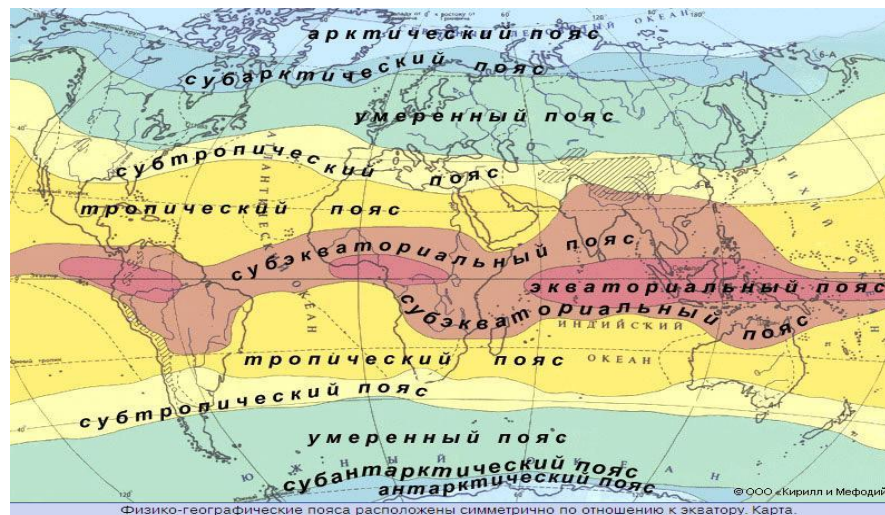 арктический пояс
субарктический пояс
умеренный пояс
субтропический пояс
тропический пояс
субэкваториальный пояс
экваториальный пояс
субэкваториальный пояс
ИНДИЙСКИЙ
ОКЕАН
тропический пояс
субтропический пояс
умеренный пояс
ЮЖНЫЙ ОКЕАН
субантарктический пояс
антарктический пояс
© ООО «Кирилл и Мефодий
Физико-географические пояса расположены симметрично по отношению к экватору. Карта.